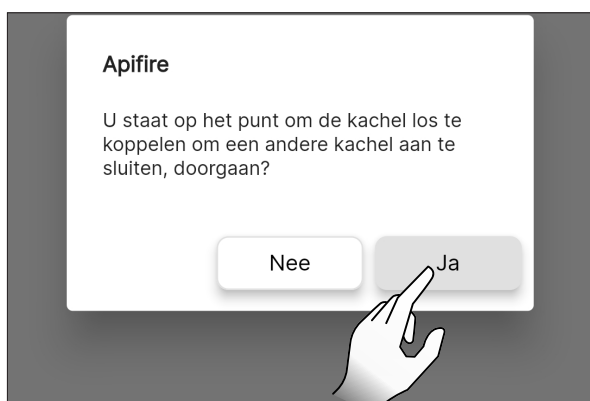 Apifire
U staat op het punt om de kachel los te
koppelen om een andere kachel aan te
sluiten, doorgaan?
Nee
Ja